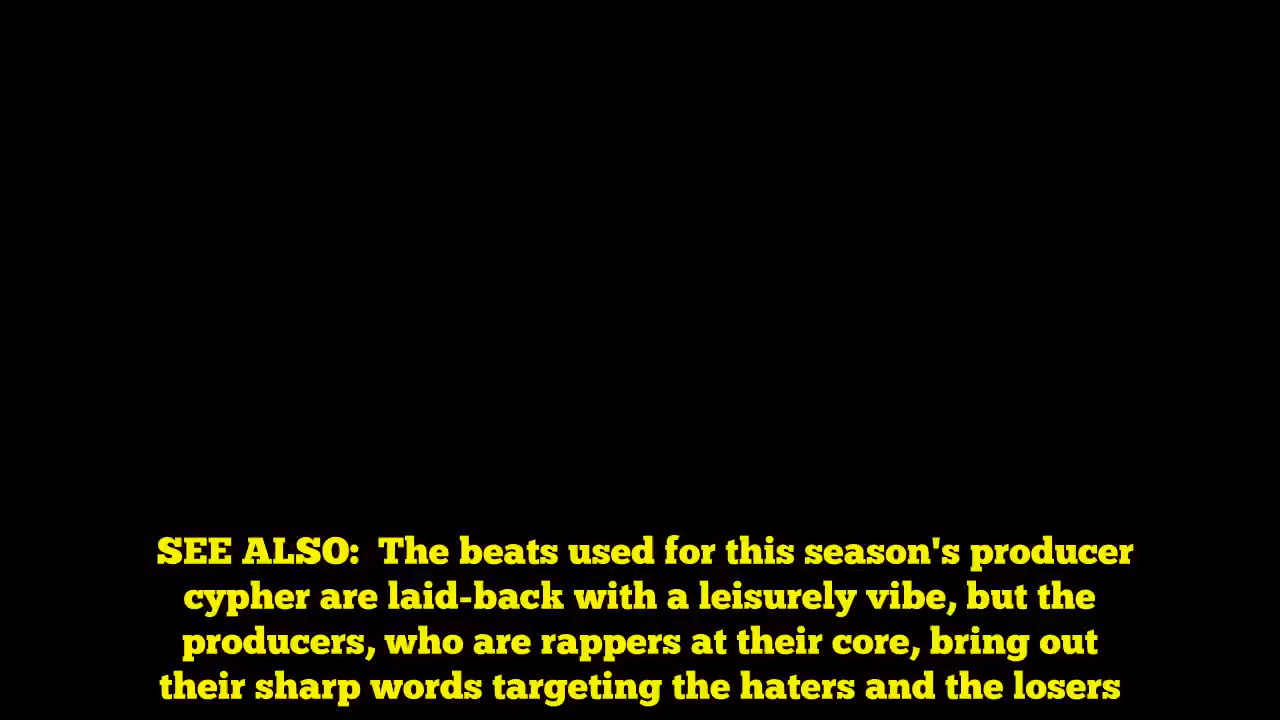 SEE ALSO:  The beats used for this season's producer
cypher are laid-back with a leisurely vibe, but the
producers, who are rappers at their core, bring out
their sharp words targeting the haters and the losers